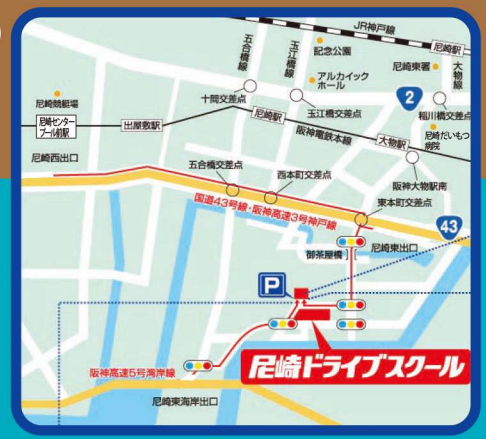 JR神戸線
尼崎駅
五合橋線
玉江橋線
記念公園
尼崎東署
大物線
アルカイック
ホール
尼崎競艇場
十間交差点
2
玉江橋交差点
稲川橋交差点
尼崎センター
プール前駅
出屋敷駅
尼崎駅
阪神電鉄本線
大物駅
尼崎だいもつ
病院
尼崎西出口
五合橋交差点
西本町交差点
阪神大物駅南
国道43号線・阪神高速3号神戸線
東本町交差点
43
御茶屋橋
尼崎東出口
P
尼崎ドライブスクール
阪神高速5号湾岸線
尼崎東海岸出口